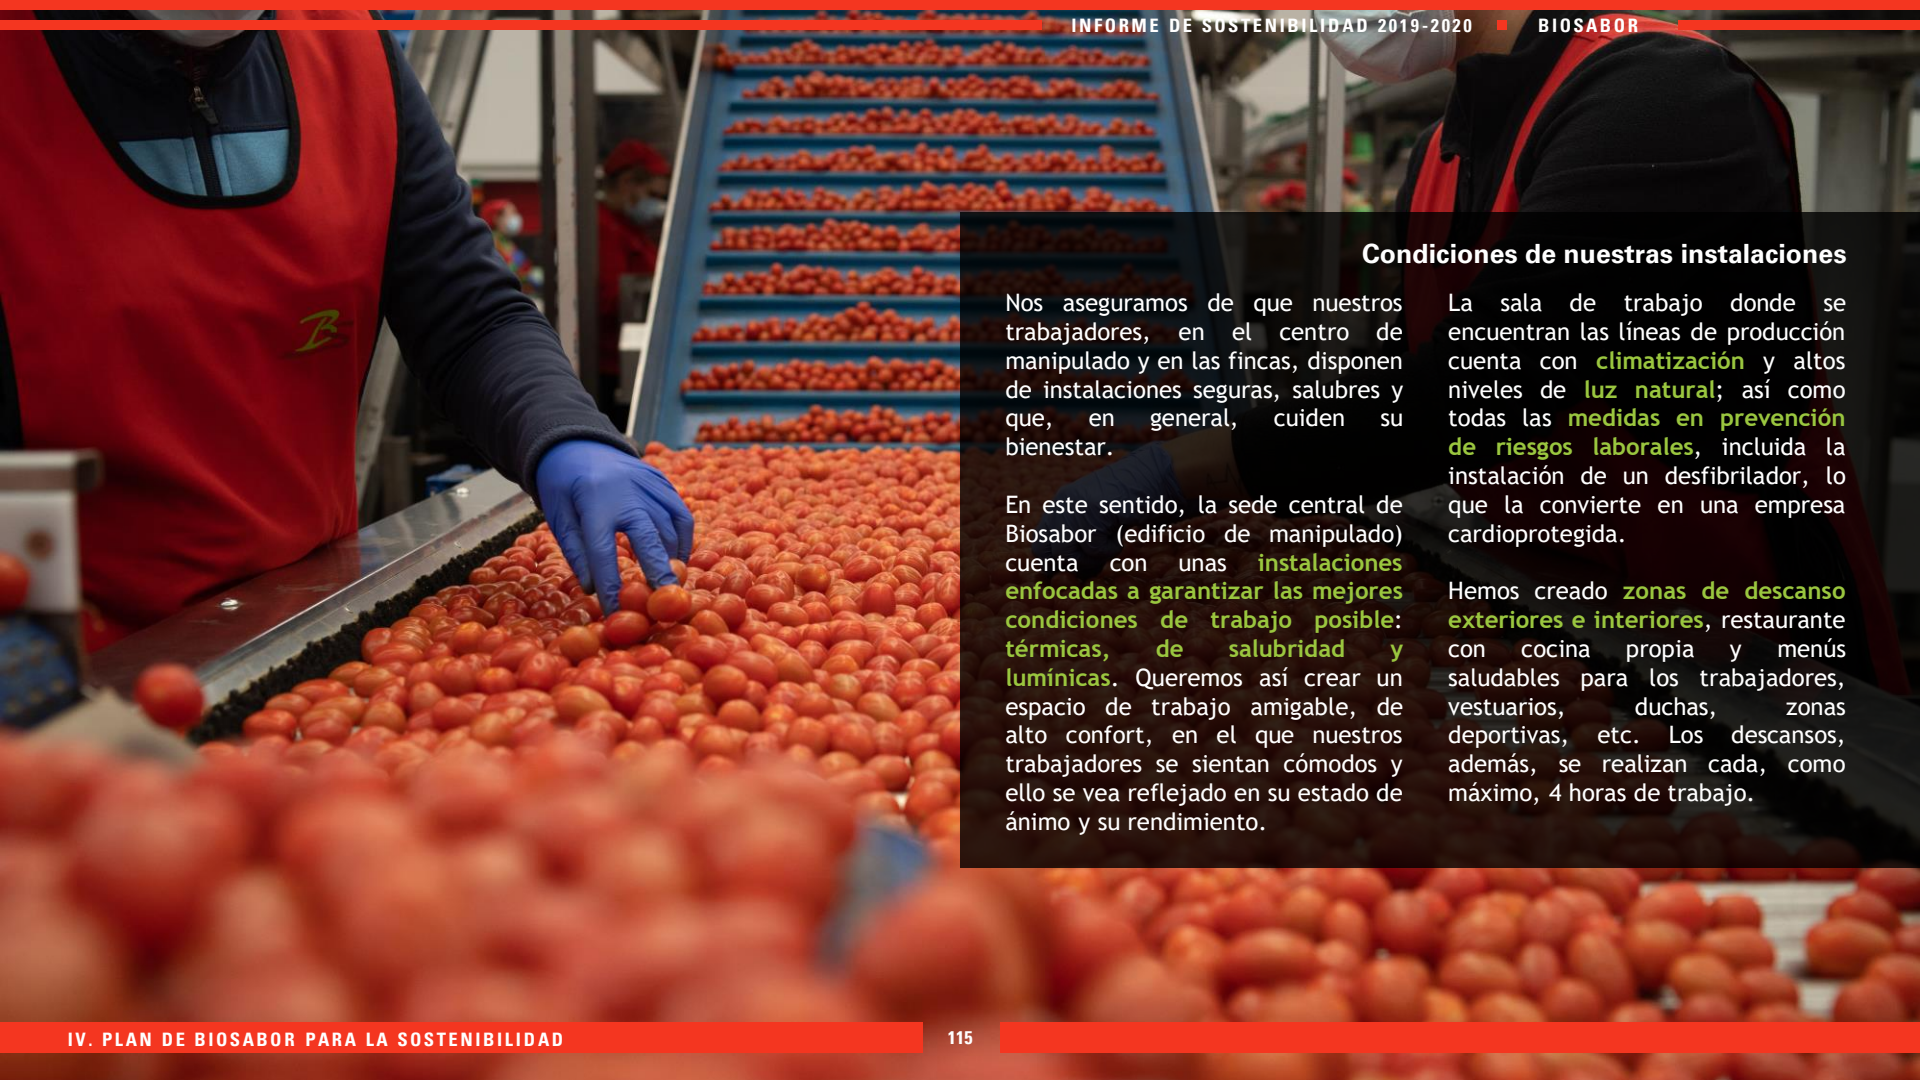 INFORME DE SOSTENIBILIDAD 2019-2020 BIOSABOR
Condiciones de nuestras instalaciones
Nos aseguramos de que nuestros
trabajadores, en el centro de
manipulado y en las fincas, disponen
de instalaciones seguras, salubres y
que, en general, cuiden su
bienestar.
En este sentido, la sede central de
Biosabor (edificio de manipulado)
cuenta con unas instalaciones
enfocadas a garantizar las mejores
condiciones de trabajo posible:
térmicas, de salubridad y
lumínicas. Queremos así crear un
espacio de trabajo amigable, de
alto confort, en el que nuestros
trabajadores se sientan cómodos y
ello se vea reflejado en su estado de
ánimo y su rendimiento.
La sala de trabajo donde se
encuentran las líneas de producción
cuenta con climatización y altos
niveles de luz natural; así como
todas las medidas en prevención
de riesgos laborales, incluida la
instalación de un desfibrilador, lo
que la convierte en una empresa
cardioprotegida.
Hemos creado zonas de descanso
exteriores e interiores, restaurante
con cocina propia y menús
saludables para los trabajadores,
vestuarios, duchas, zonas
deportivas, etc. Los descansos,
además, se realizan cada, como
máximo, 4 horas de trabajo.
IV. PLAN DE BIOSABOR PARA LA SOSTENIBILIDAD
115